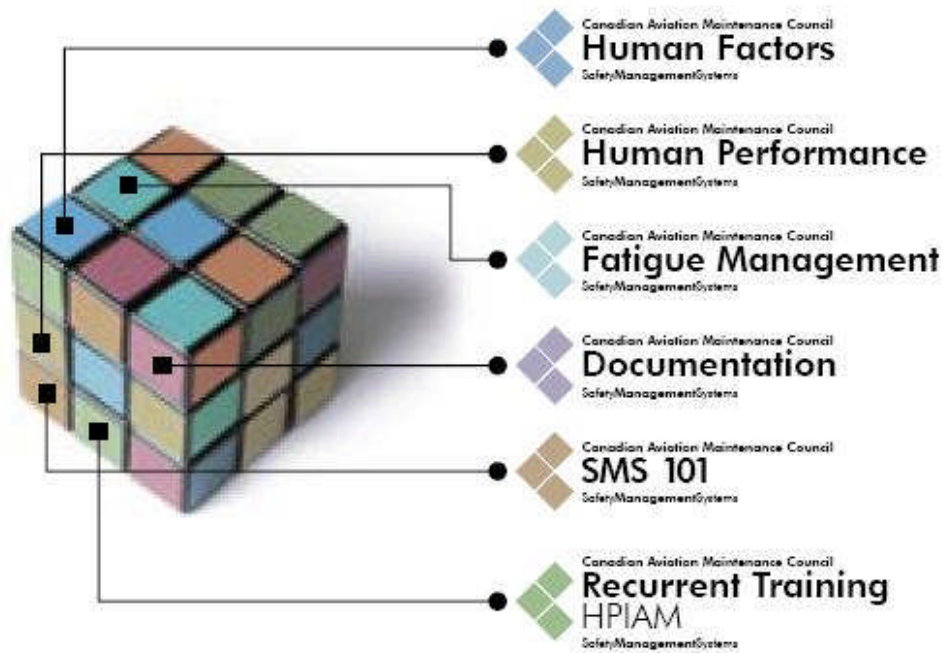 Canadian Aviation Maintenance Council
Human Factors
SafetyManagementSystems
Canadian Aviation Maintenance Council
Human Performance
SafetyManagementSystems
Canadian Aviation Maintenance Council
Fatigue Management
SafetyManagementSystems
Canadian Aviation Maintenance Council
Documentation
SafetyManagementSystems
Canadian Aviation Maintenance Council
SMS 101
SafetyManagementSystems
Canadian Aviation Maintenance Council
Recurrent Training
HPIAM
SafetyManagementSystems